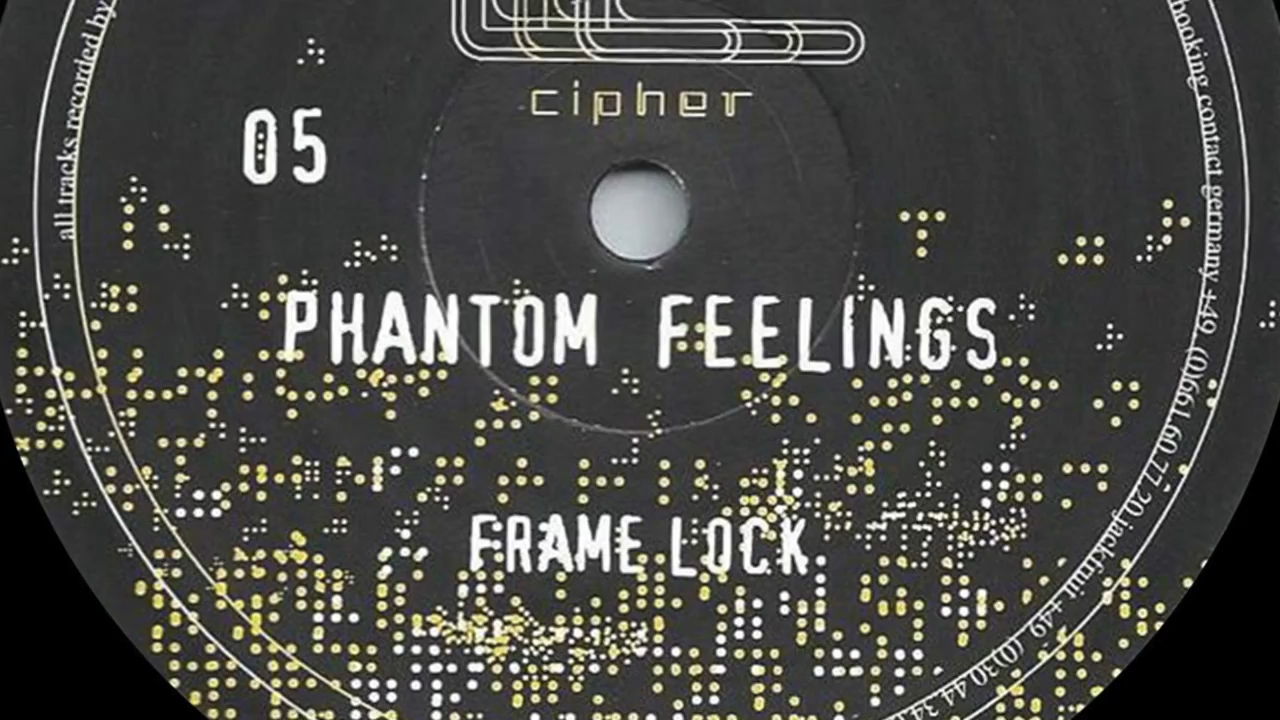 cipher
05
PHANTOM FEELINGS
FRAME LOCK
all tracks recorded by
booking contact germany +49 (0)661.60.77.20 jackfruit +49 (0)30.44.34.